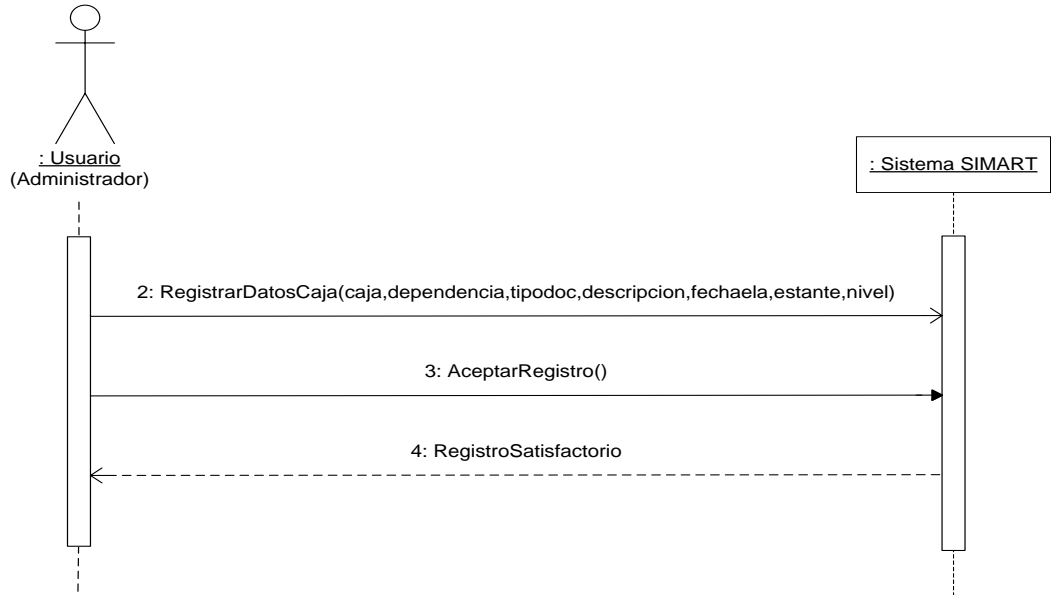 : Usuario
(Administrador)
: Sistema SIMART
2: RegistrarDatosCaja(caja,dependencia,tipodoc,descripcion,fechaela,estante,nivel)
3: AceptarRegistro()
4: RegistroSatisfactorio